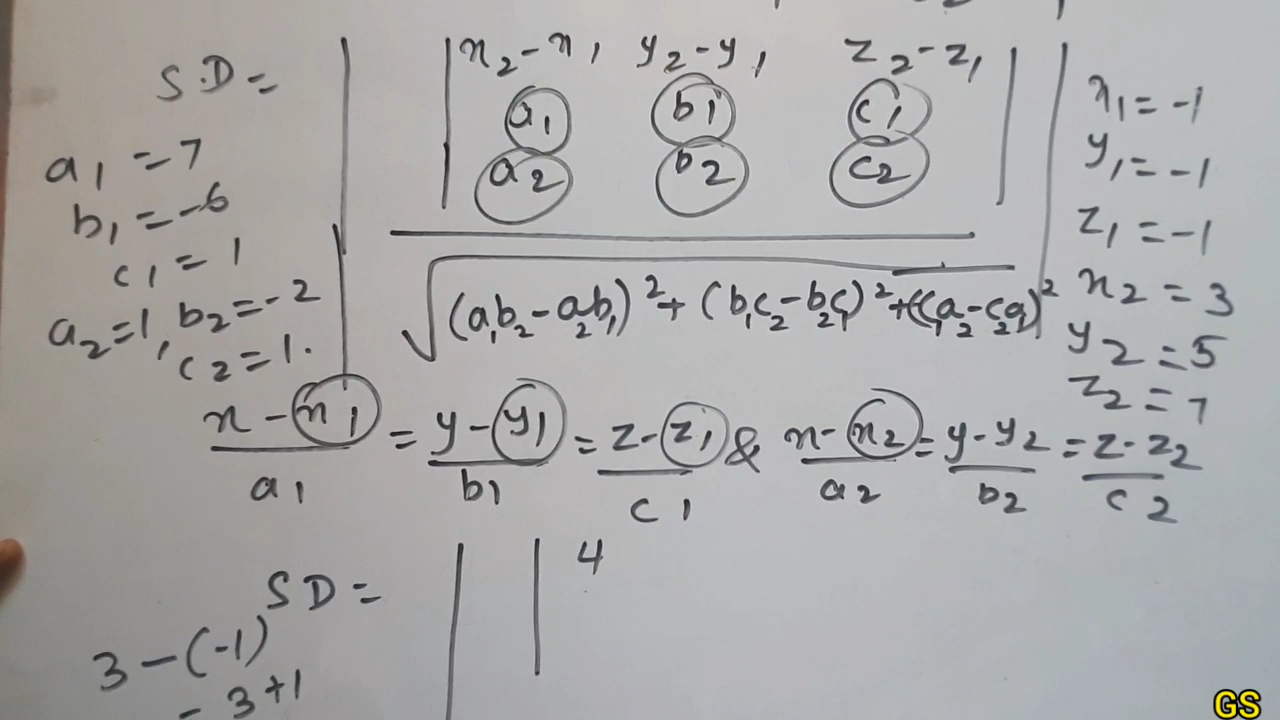 SD = | | x₂-x₁ y₂-y₁ z₂-z₁ | |
a₁ b₁ c₁
a₂ b₂ c₂
√(a₁b₂-a₂b₁)²+(b₁c₂-b₂c₁)²+(c₁a₂-c₂a₁)²
a₁ = 7
b₁ = -6
c₁ = 1
a₂=1, b₂=-2
c₂=1.
x₁ = -1
y₁ = -1
z₁ = -1
x₂ = 3
y₂ = 5
z₂ = 7
x-x₁/a₁ = y-y₁/b₁ = z-z₁/c₁ & x-x₂/a₂ = y-y₂/b₂ = z-z₂/c₂
SD = | | 4
3-(-1)
3+1
GS